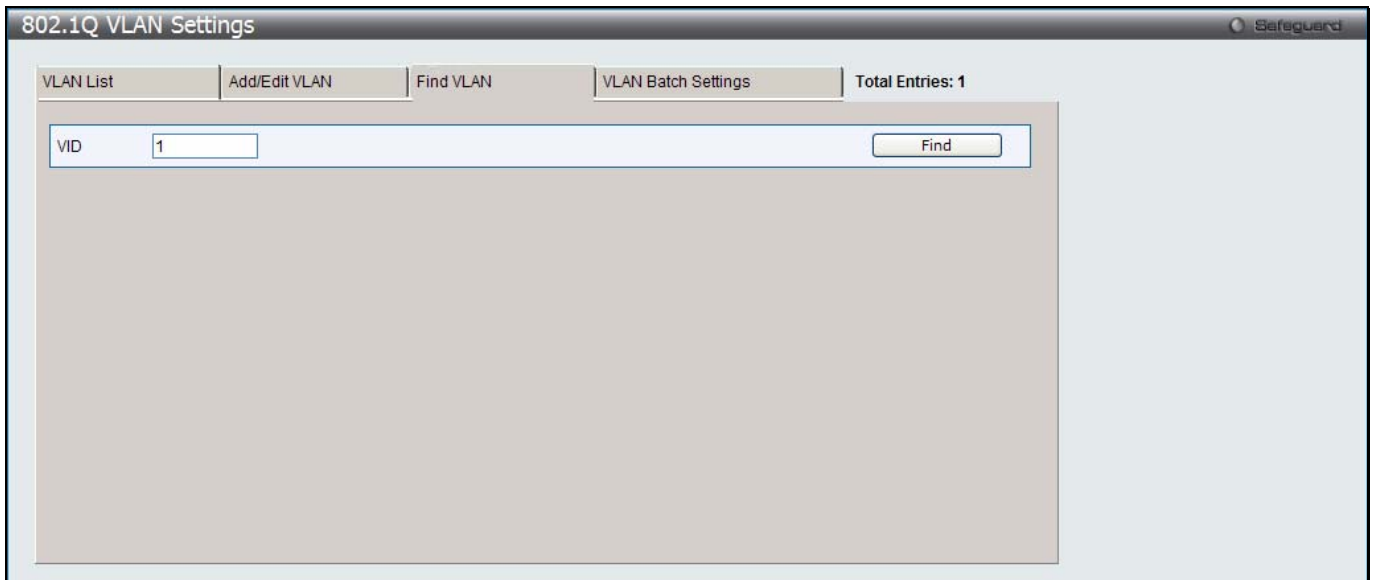 802.1Q VLAN Settings
Safeguard
VLAN List
Add/Edit VLAN
Find VLAN
VLAN Batch Settings
Total Entries: 1
VID
1
Find